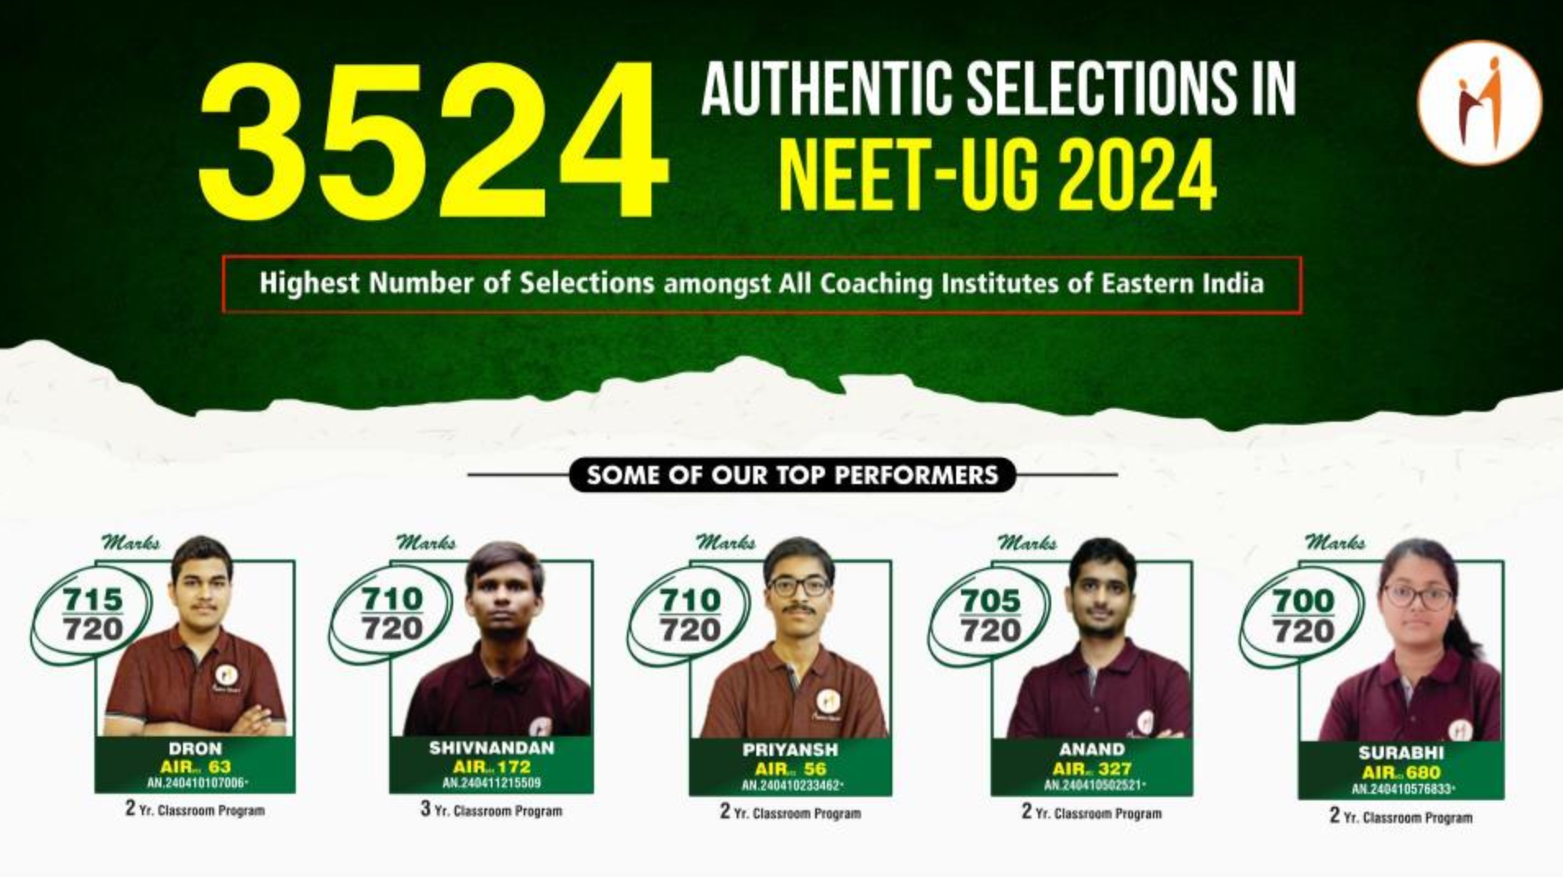 3524
AUTHENTIC SELECTIONS IN
NEET-UG 2024
Highest Number of Selections amongst All Coaching Institutes of Eastern India
SOME OF OUR TOP PERFORMERS
Marks
715
720
DRON
AIR 63
AN.240410107006*
2 Yr. Classroom Program
Marks
710
720
SHIVNANDAN
AIR 172
AN.240411215509
3 Yr. Classroom Program
Marks
710
720
PRIYANSH
AIR 56
AN.240410233462*
2 Yr. Classroom Program
Marks
705
720
ANAND
AIR 327
AN.240410502521*
2 Yr. Classroom Program
Marks
700
720
SURABHI
AIR 680
AN.240410576833*
2 Yr. Classroom Program